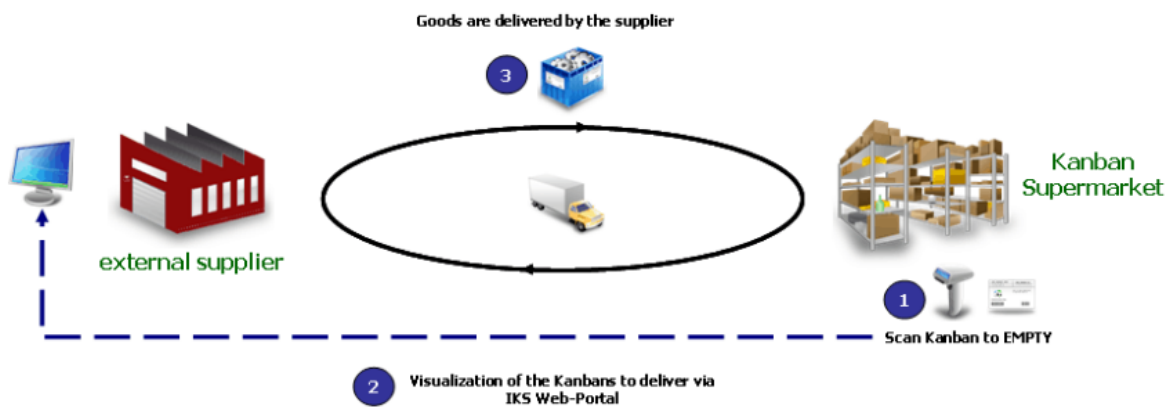 Goods are delivered by the supplier
3
Kanban
Supermarket
external supplier
1
Scan Kanban to EMPTY
2
Visualization of the Kanbans to deliver via
IKS Web-Portal